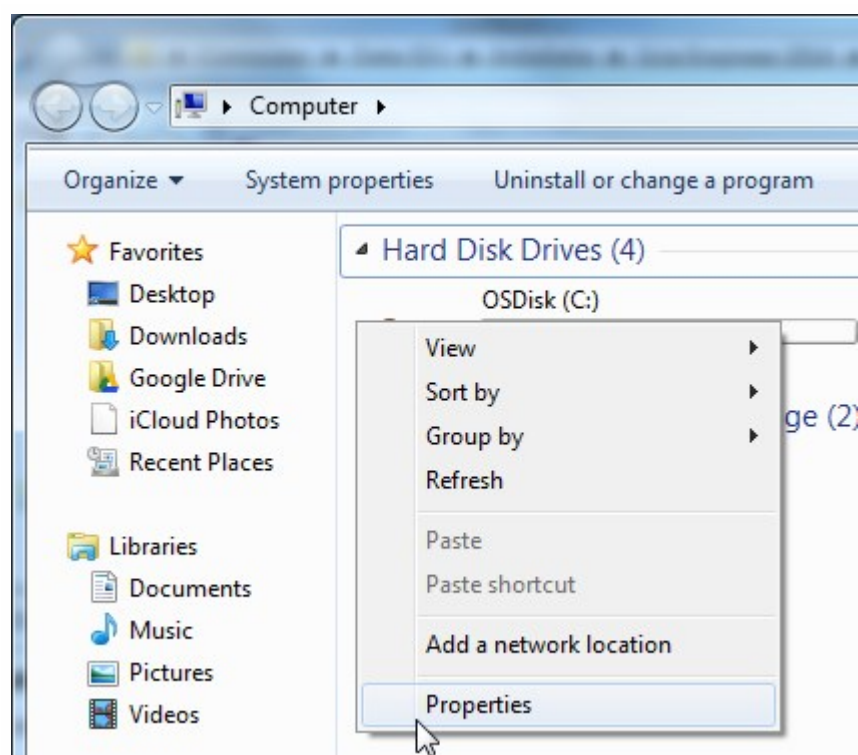 Computer
Organize System properties Uninstall or change a program
Favorites
Desktop
Downloads
Google Drive
iCloud Photos
Recent Places
Libraries
Documents
Music
Pictures
Videos
Hard Disk Drives (4)
OSDisk (C:)
ge (2)
View
Sort by
Group by
Refresh
Paste
Paste shortcut
Add a network location
Properties